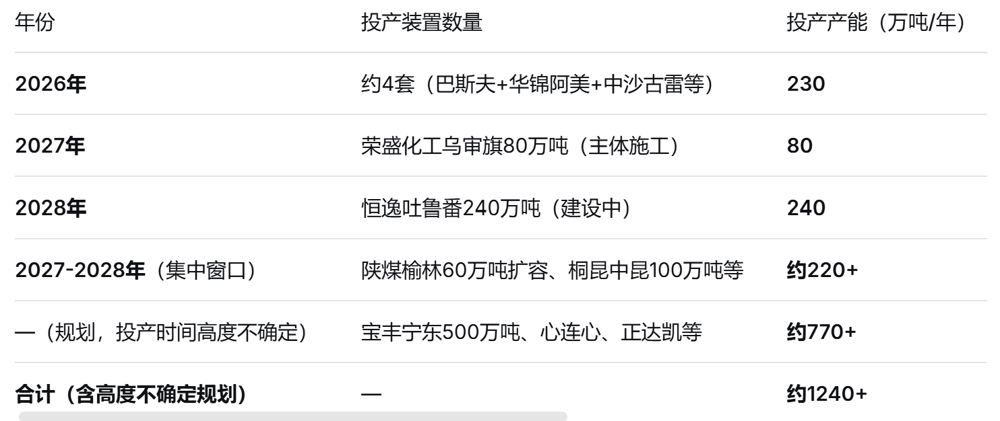 年份 投产装置数量 投产产能（万吨/年）
2026年 约4套（巴斯夫+华锦阿美+中沙古雷等） 230
2027年 荣盛化工乌审旗80万吨（主体施工） 80
2028年 恒逸吐鲁番240万吨（建设中） 240
2027-2028年（集中窗口） 陕煤榆林60万吨扩容、桐昆中昆100万吨等 约220+
—（规划，投产时间高度不确定） 宝丰宁东500万吨、心连心、正达凯等 约770+
合计（含高度不确定规划） — 约1240+